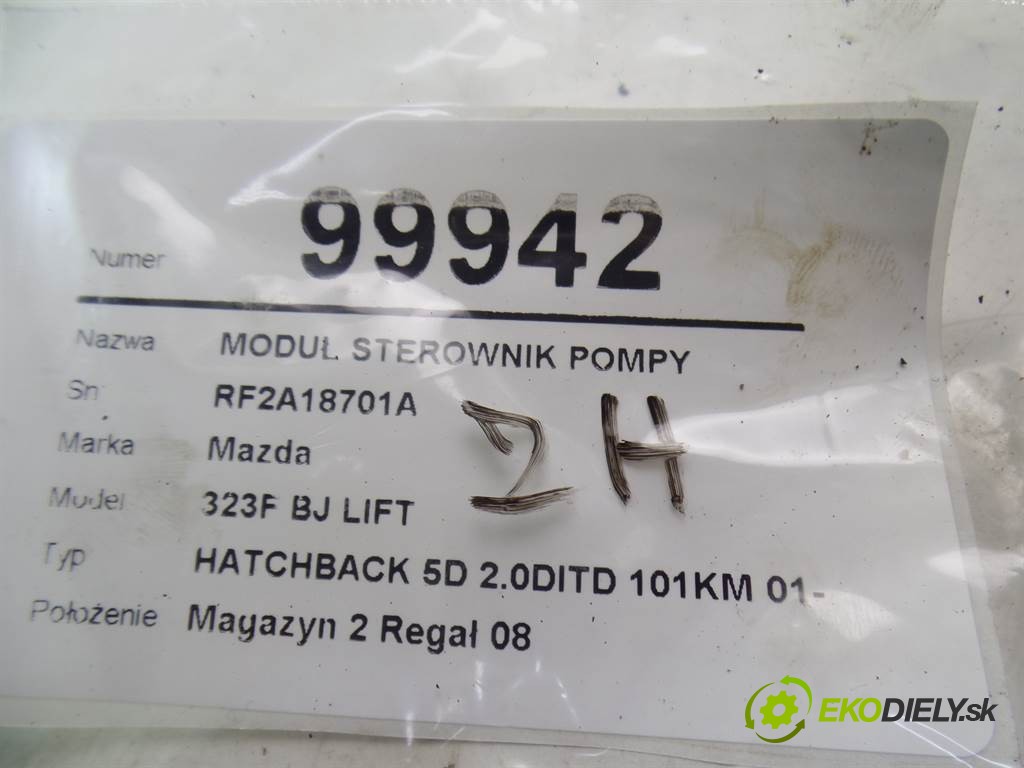 Numer 99942
Nazwa MODUŁ STEROWNIK POMPY
Sn RF2A18701A
Marka Mazda
2H
Model 323F BJ LIFT
Typ HATCHBACK 5D 2.0DITD 101KM 01-
Położenie Magazyn 2 Regał 08
EKODIELY.sk